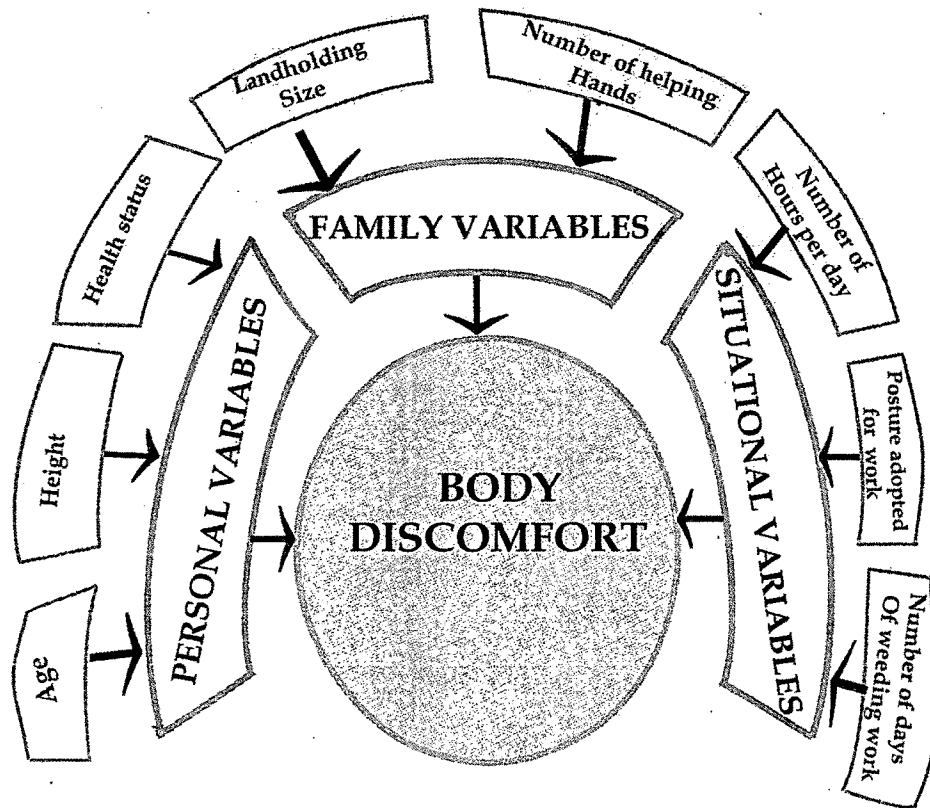 Landholding
Size
Number of helping
Hands
Health status
Number of
Hours per day
FAMILY VARIABLES
PERSONAL VARIABLES
SITUATIONAL VARIABLES
Height
Posture adopted
for work
BODY
DISCOMFORT
Age
Number of days
Of weeding work